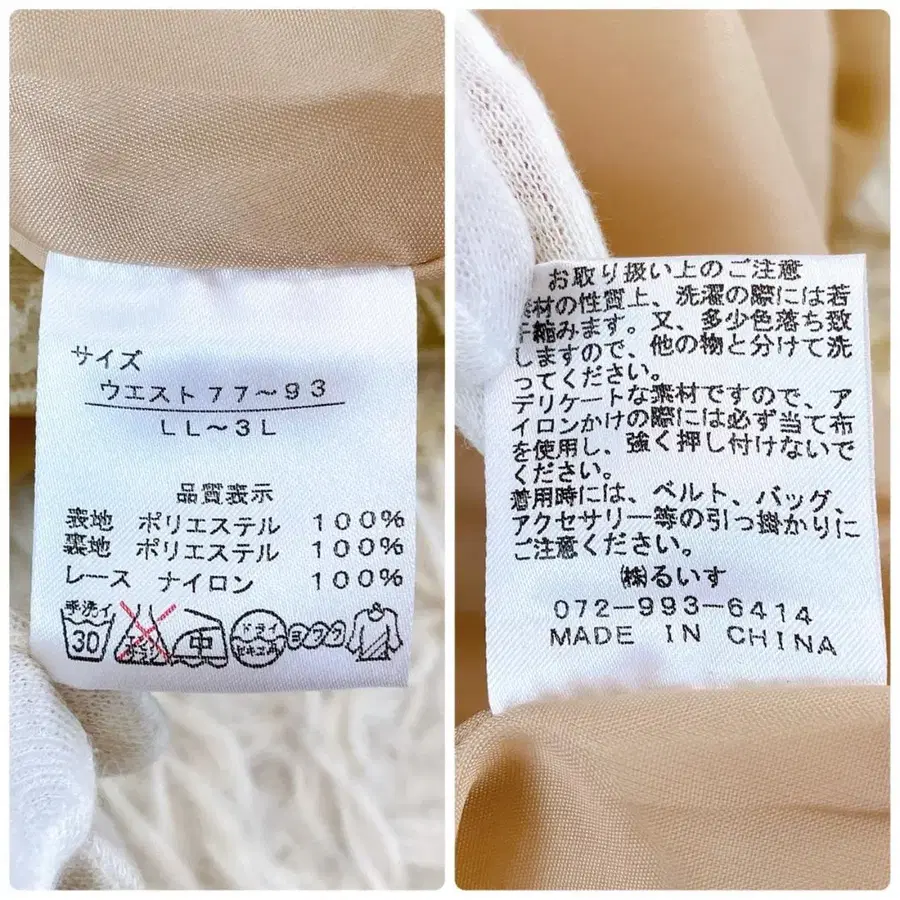 サイズ
ウエスト77〜93
LL〜3L
品質表示
表地 ポリエステル 100%
裏地 ポリエステル 100%
レース ナイロン 100%
手洗イ
30
中
ドライ
セキユ系
ヨワク
お取り扱い上のご注意
素材の性質上、洗濯の際には若
干縮みます。又、多少色落ち致
しますので、他の物と分けて洗
ってください。
デリケートな素材ですので、ア
イロンかけの際には必ず当て布
を使用し、強く押し付けないで
ください。
着用時には、ベルト、バッグ、
アクセサリー等の引っ掛かりに
ご注意ください。
㈱るいす
072-993-6414
MADE IN CHINA